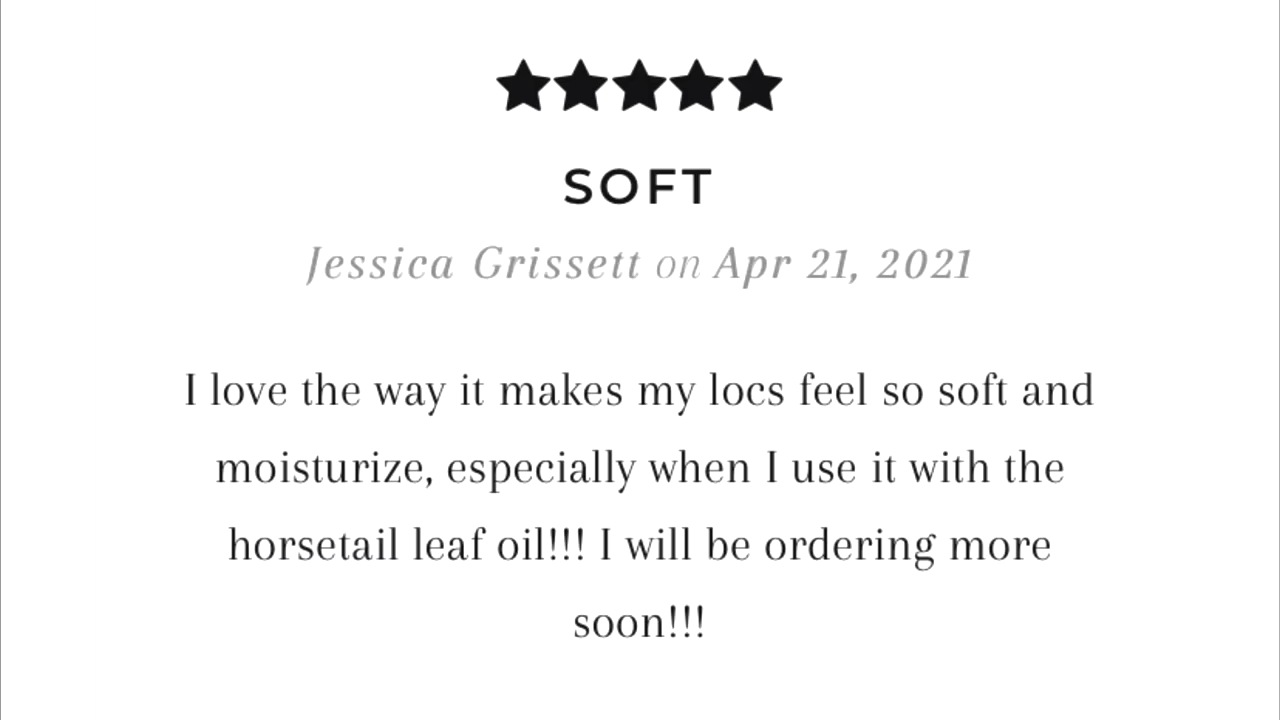 SOFT
Jessica Grissett on Apr 21, 2021
I love the way it makes my locs feel so soft and
moisturize, especially when I use it with the
horsetail leaf oil!!! I will be ordering more
soon!!!